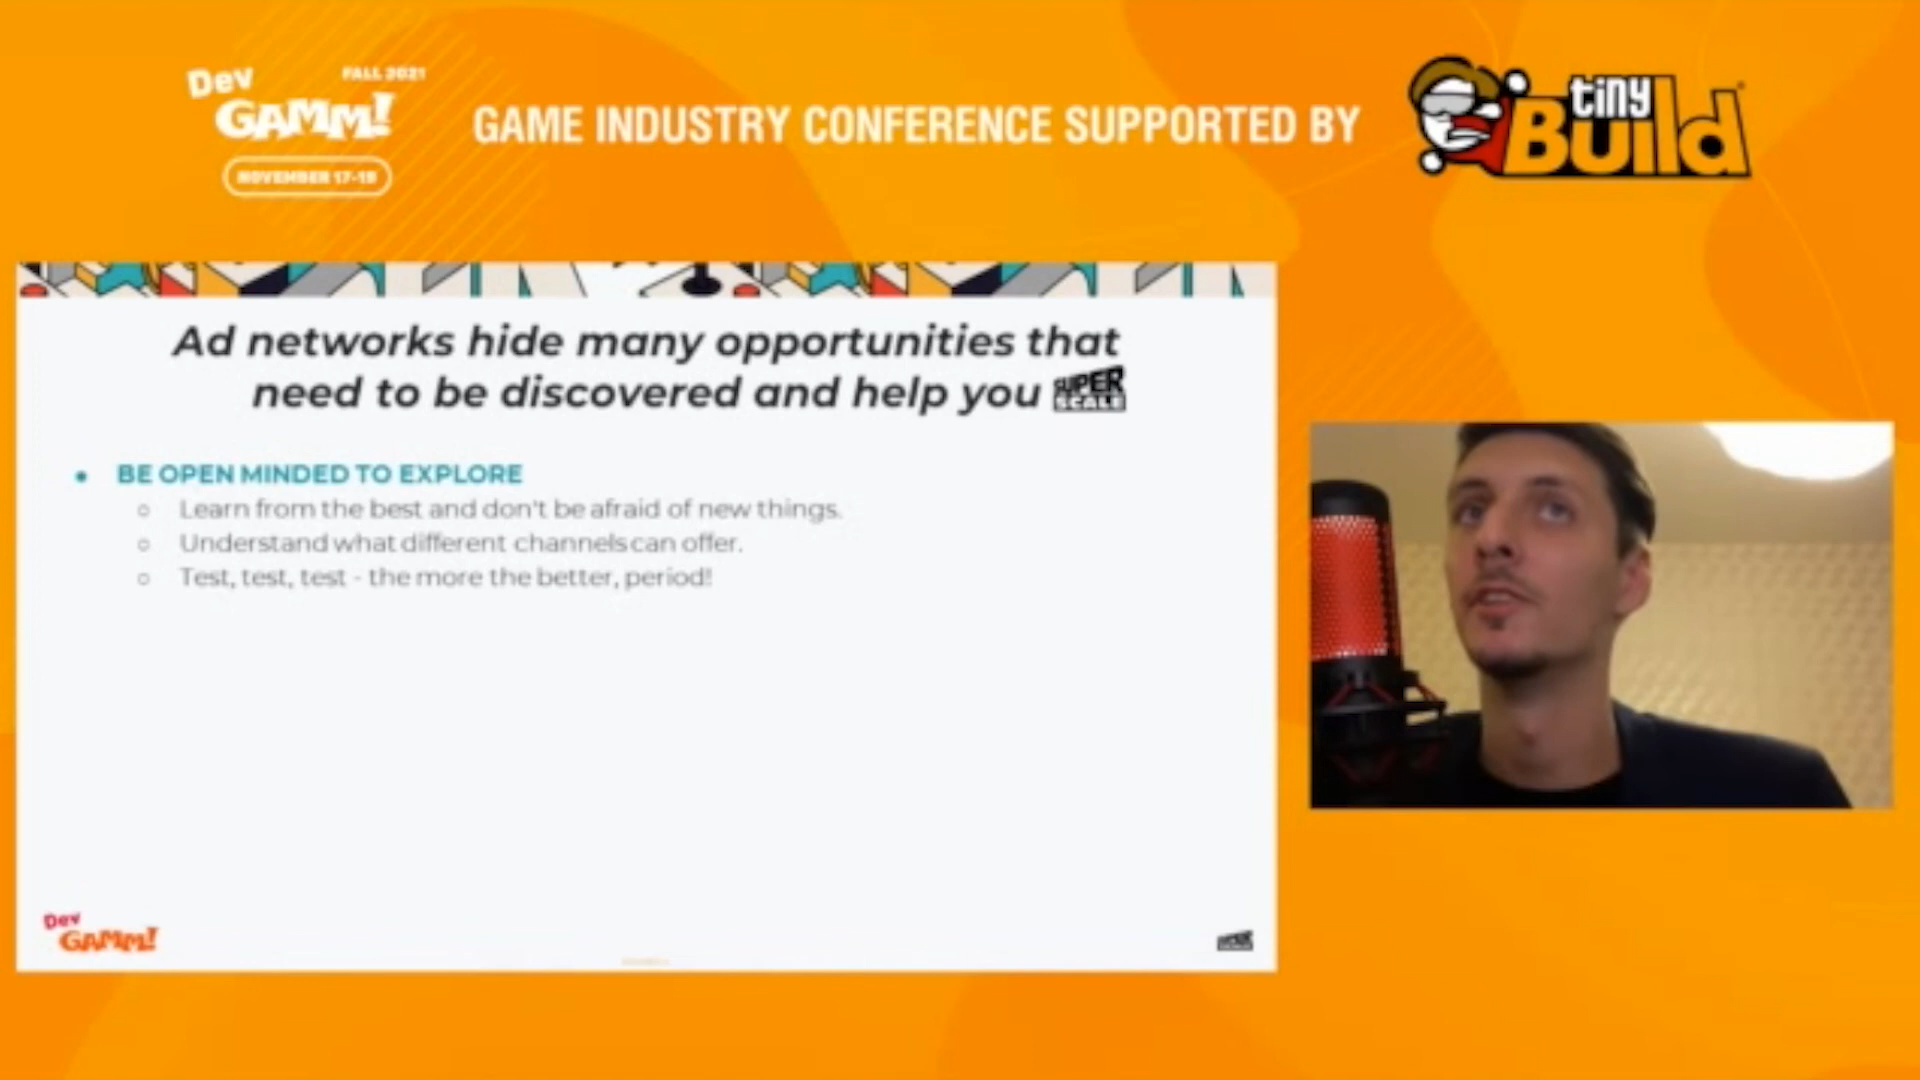 Dev
GAMM!
FALL 2021
NOVEMBER 17-19
GAME INDUSTRY CONFERENCE SUPPORTED BY
tiny
Build
Ad networks hide many opportunities that
need to be discovered and help you SUPER
SCALE
• BE OPEN MINDED TO EXPLORE
○ Learn from the best and don't be afraid of new things.
○ Understand what different channels can offer.
○ Test, test, test - the more the better, period!
Dev
GAMM!